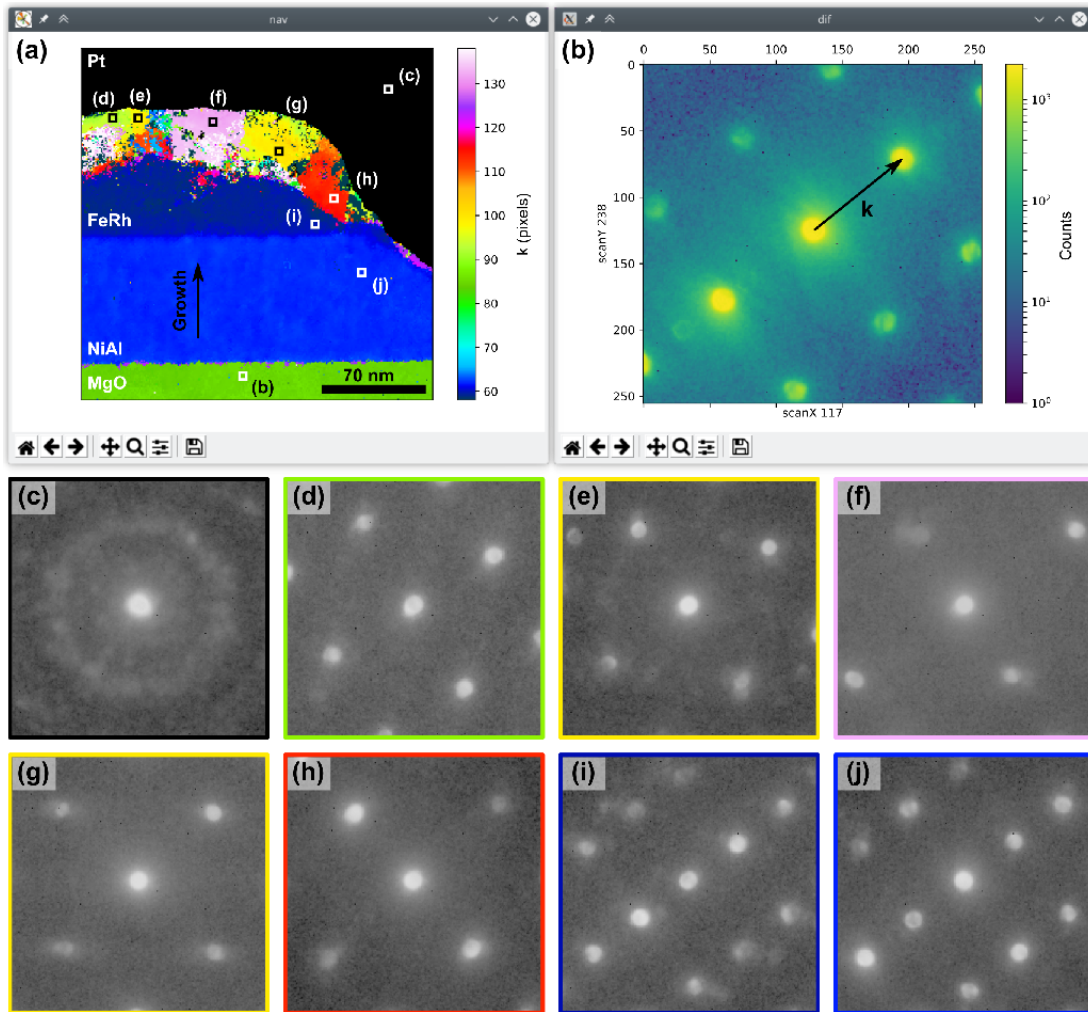 nav
dif
(a)
Pt
(c)
(d)
(e)
(f)
(g)
(h)
(i)
FeRh
(j)
Growth
NiAl
MgO
(b)
70 nm
130
120
110
100
90
80
70
60
k (pixels)
(b)
0 50 100 150 200 250
0
50
100
150
200
250
scanY 238
scanX 117
k
10³
10²
10¹
10⁰
Counts
(c)
(d)
(e)
(f)
(g)
(h)
(i)
(j)